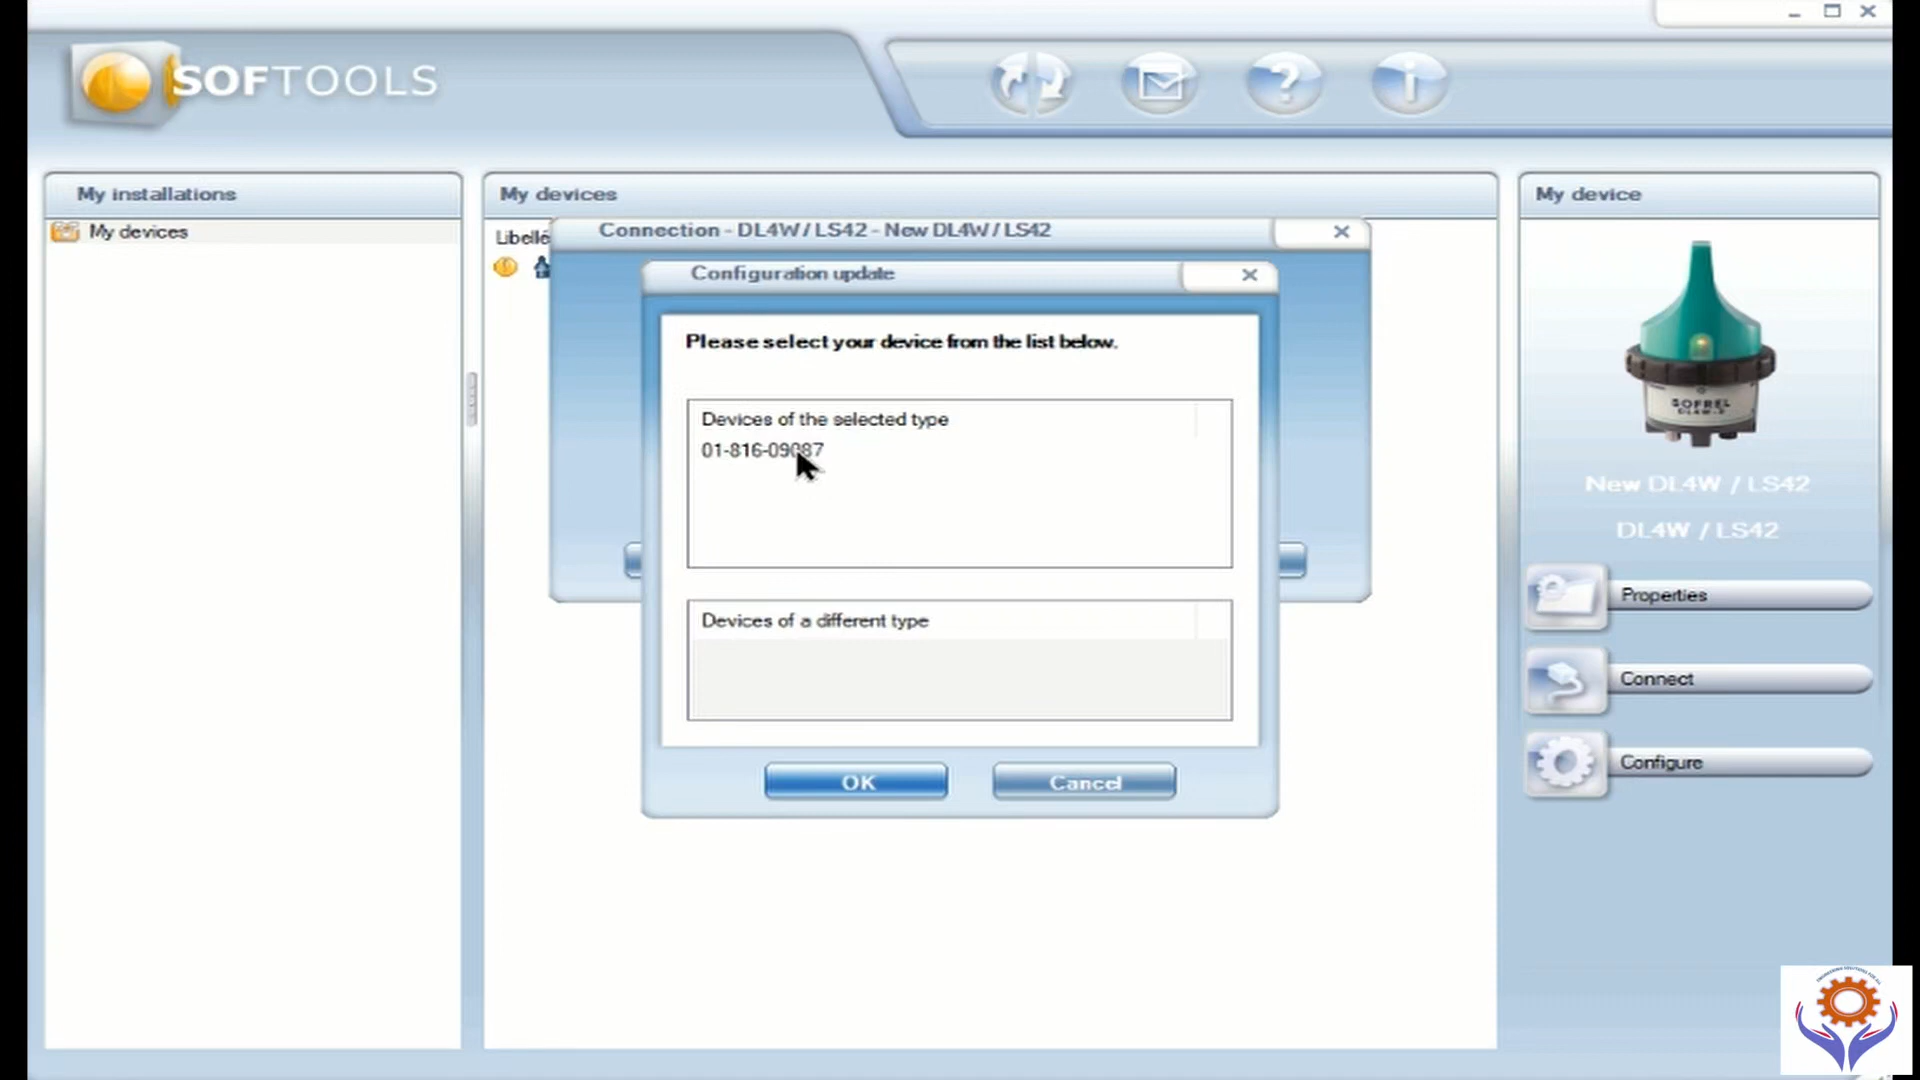 SOFTOOLS
My installations
My devices
My devices
Libellé
Connection - DL4W / LS42 - New DL4W / LS42
Configuration update
Please select your device from the list below.
Devices of the selected type
01-816-09087
Devices of a different type
OK
Cancel
My device
SOFREL
New DL4W / LS42
DL4W / LS42
Properties
Connect
Configure